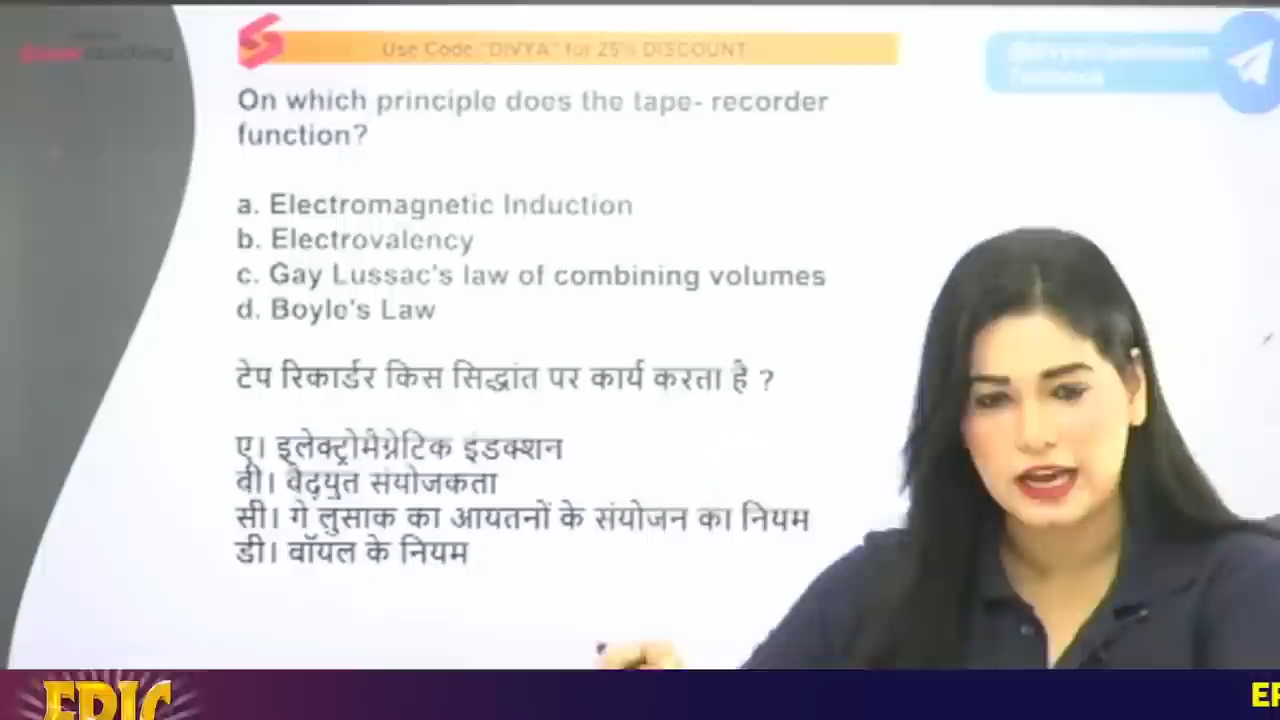 Use Code "DIVYA" for 25% DISCOUNT
On which principle does the tape- recorder
function?
a. Electromagnetic Induction
b. Electrovalency
c. Gay Lussac's law of combining volumes
d. Boyle's Law
टेप रिकार्डर किस सिद्धांत पर कार्य करता है ?
ए। इलेक्ट्रोमैग्नेटिक इंडक्शन
बी। वैद्युत संयोजकता
सी। गे लुसाक का आयतनों के संयोजन का नियम
डी। बॉयल के नियम
EPIC